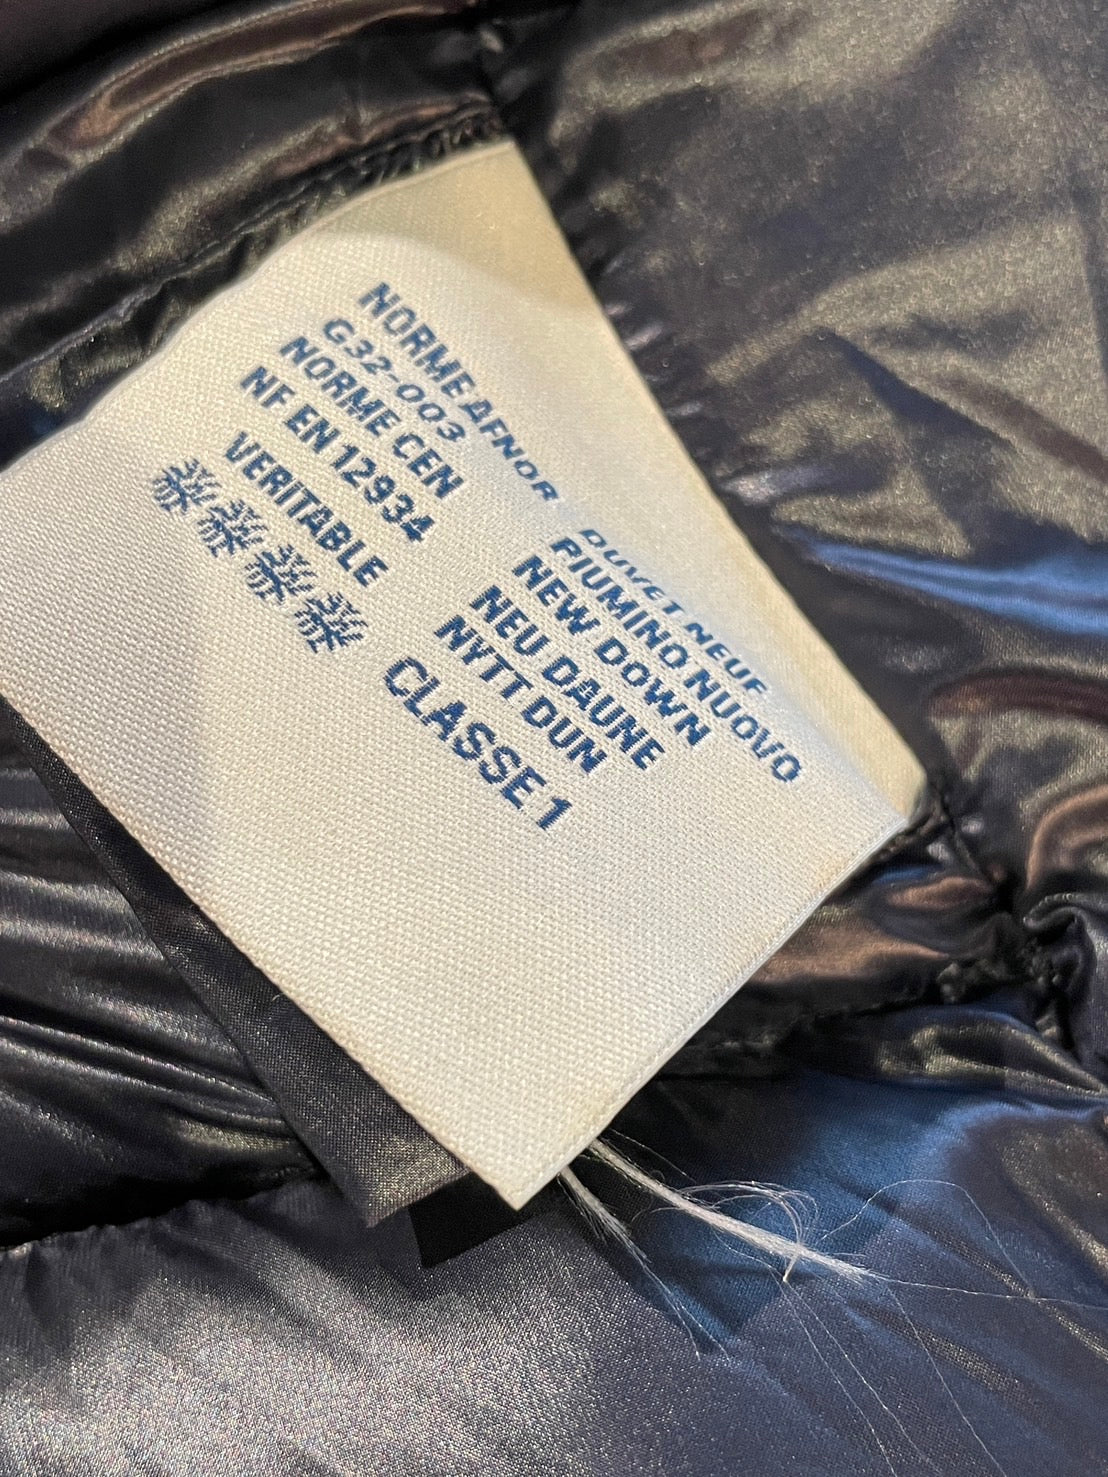 NORME AFNOR
G32-003
NORME CEN
NF EN 12934
VERITABLE
DUVET NEUF
PIUMINO NUOVO
NEW DOWN
NEU DAUNE
NYTT DUN
CLASSE 1